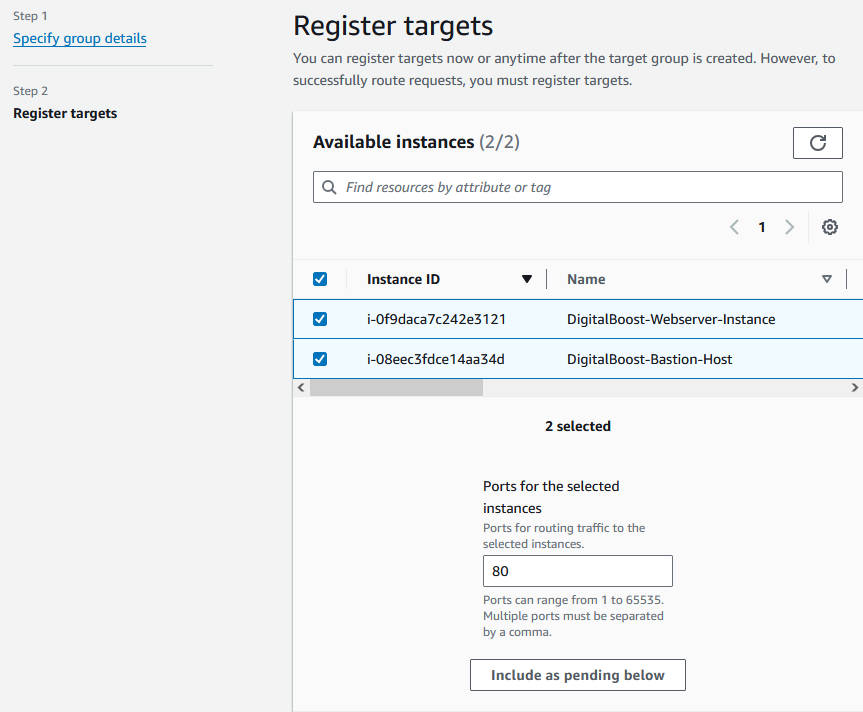 Step 1
Specify group details
Step 2
Register targets
Register targets
You can register targets now or anytime after the target group is created. However, to
successfully route requests, you must register targets.
Available instances (2/2)
Find resources by attribute or tag
1
Instance ID
Name
i-0f9daca7c242e3121
DigitalBoost-Webserver-Instance
i-08eec3fdce14aa34d
DigitalBoost-Bastion-Host
2 selected
Ports for the selected
instances
Ports for routing traffic to the
selected instances.
80
Ports can range from 1 to 65535.
Multiple ports must be separated
by a comma.
Include as pending below